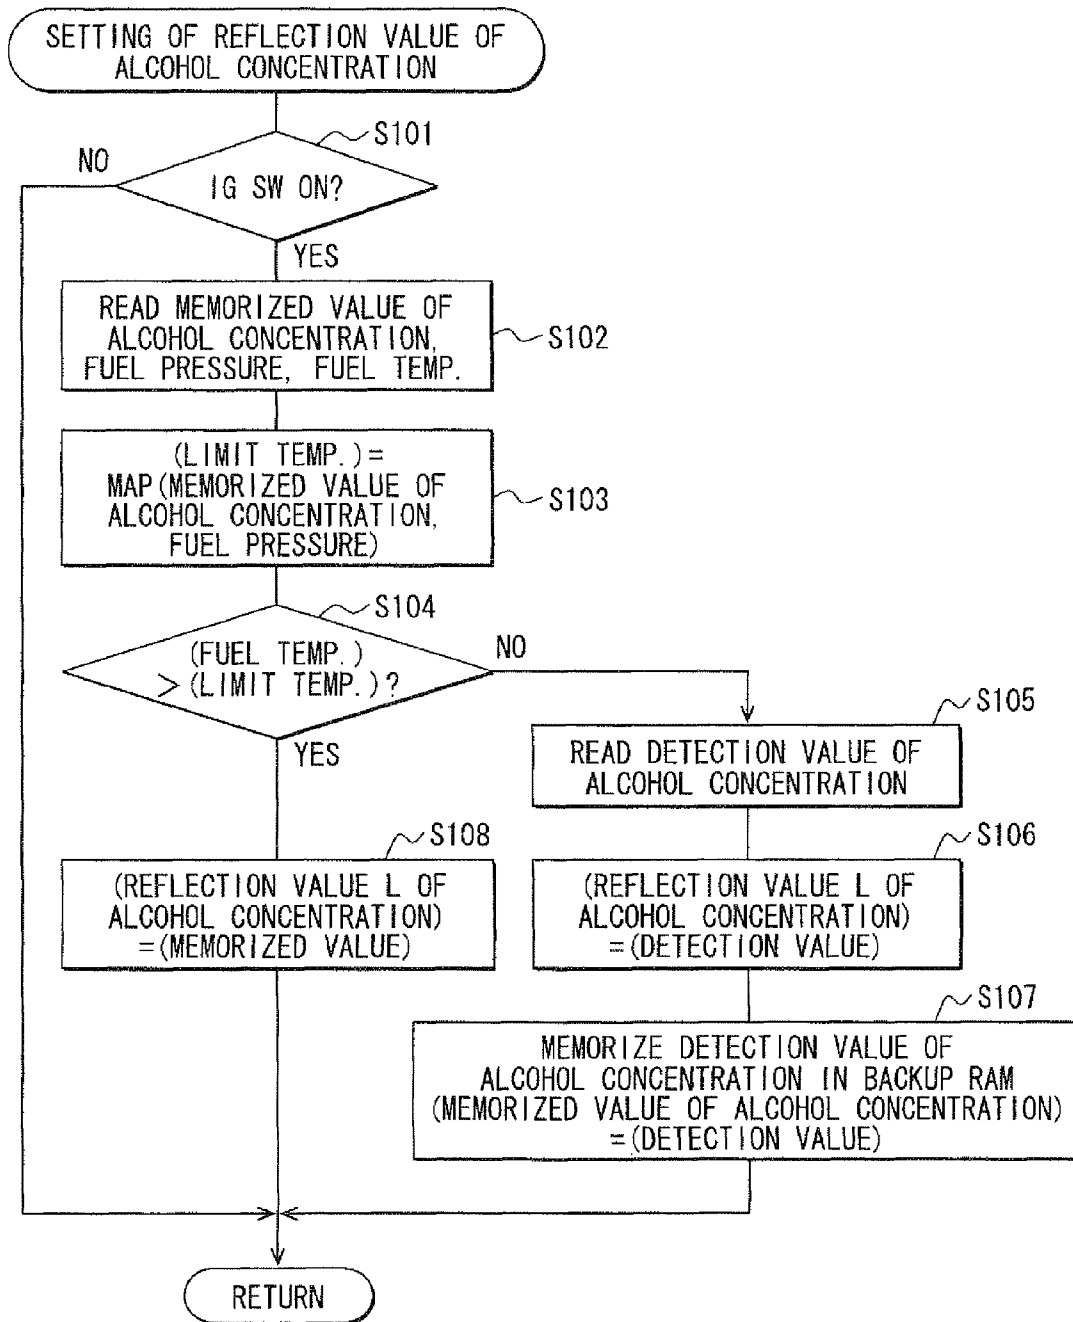 SETTING OF REFLECTION VALUE OF
ALCOHOL CONCENTRATION
S101
NO
IG SW ON?
YES
READ MEMORIZED VALUE OF
ALCOHOL CONCENTRATION,
FUEL PRESSURE, FUEL TEMP.
S102
(LIMIT TEMP.)=
MAP(MEMORIZED VALUE OF
ALCOHOL CONCENTRATION,
FUEL PRESSURE)
S103
S104
(FUEL TEMP.)
>(LIMIT TEMP.)?
NO
YES
S105
READ DETECTION VALUE OF
ALCOHOL CONCENTRATION
S108
(REFLECTION VALUE L OF
ALCOHOL CONCENTRATION)
=(MEMORIZED VALUE)
S106
(REFLECTION VALUE L OF
ALCOHOL CONCENTRATION)
=(DETECTION VALUE)
S107
MEMORIZE DETECTION VALUE OF
ALCOHOL CONCENTRATION IN BACKUP RAM
(MEMORIZED VALUE OF ALCOHOL CONCENTRATION)
=(DETECTION VALUE)
RETURN